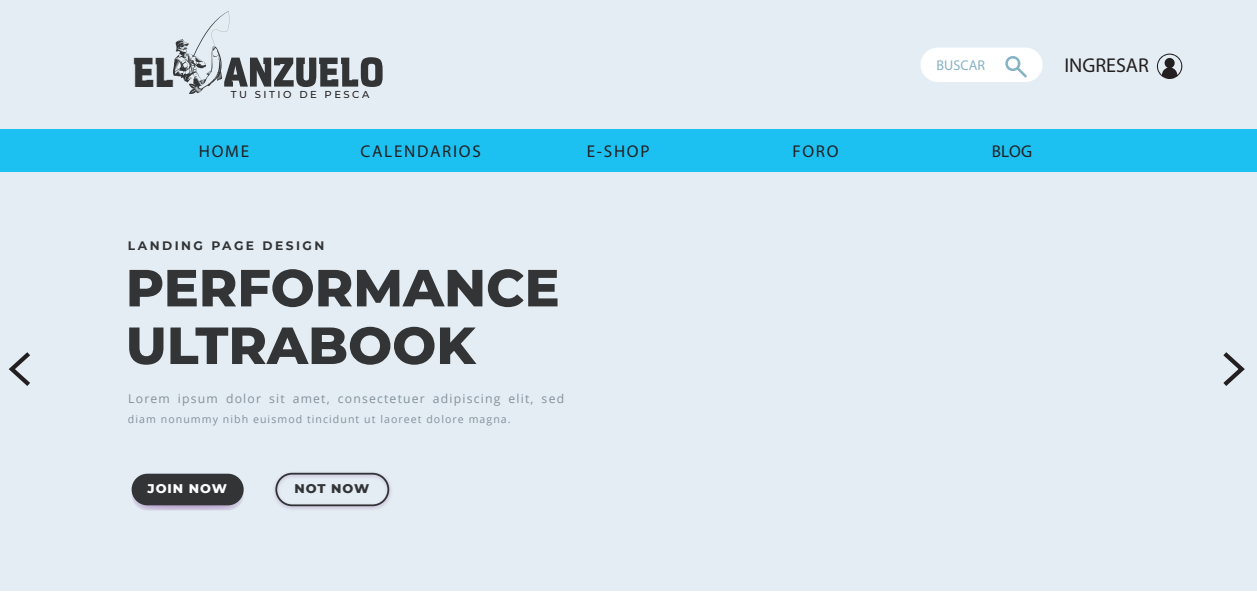 EL ANZUELO
TU SITIO DE PESCA
BUSCAR
INGRESAR
HOME CALENDARIOS E-SHOP FORO BLOG
LANDING PAGE DESIGN
PERFORMANCE
ULTRABOOK
Lorem ipsum dolor sit amet, consectetuer adipiscing elit, sed
diam nonummy nibh euismod tincidunt ut laoreet dolore magna.
JOIN NOW NOT NOW